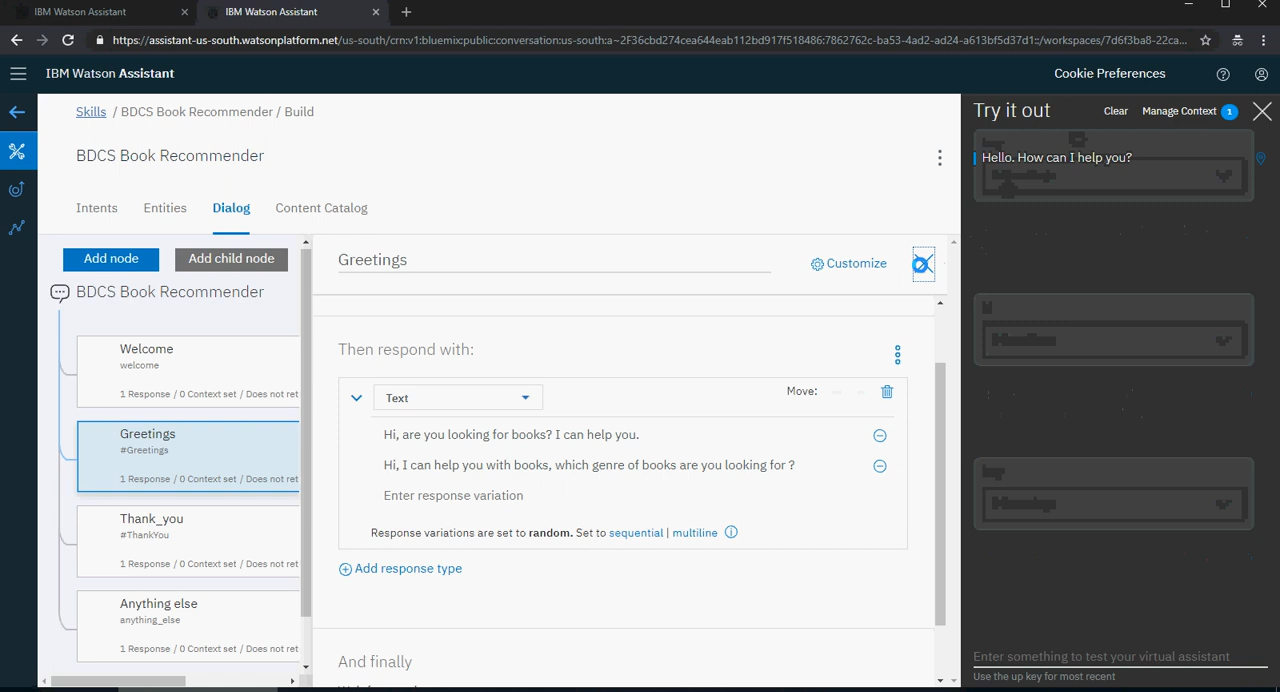 IBM Watson Assistant
IBM Watson Assistant
https://assistant-us-south.watsonplatform.net/us-south/crn:v1:bluemixpublic:conversation:us-south:a~2F36cbd274cea644eab112bd917f518486:7862762c-ba53-4ad2-ad24-a613bf5d37d1::/workspaces/7d6f3ba8-22ca...
IBM Watson Assistant
Cookie Preferences
Skills / BDCS Book Recommender / Build
BDCS Book Recommender
Intents Entities Dialog Content Catalog
Add node
Add child node
BDCS Book Recommender
Welcome
welcome
1 Response / 0 Context set / Does not ret
Greetings
#Greetings
1 Response / 0 Context set / Does not ret
Thank_you
#ThankYou
1 Response / 0 Context set / Does not ret
Anything else
anything_else
1 Response / 0 Context set / Does not ret
Greetings
Customize
Then respond with:
Text
Move:
Hi, are you looking for books? I can help you.
Hi, I can help you with books, which genre of books are you looking for ?
Enter response variation
Response variations are set to random. Set to sequential | multiline
Add response type
And finally
Try it out
Clear
Manage Context 1
Hello. How can I help you?
Enter something to test your virtual assistant
Use the up key for most recent